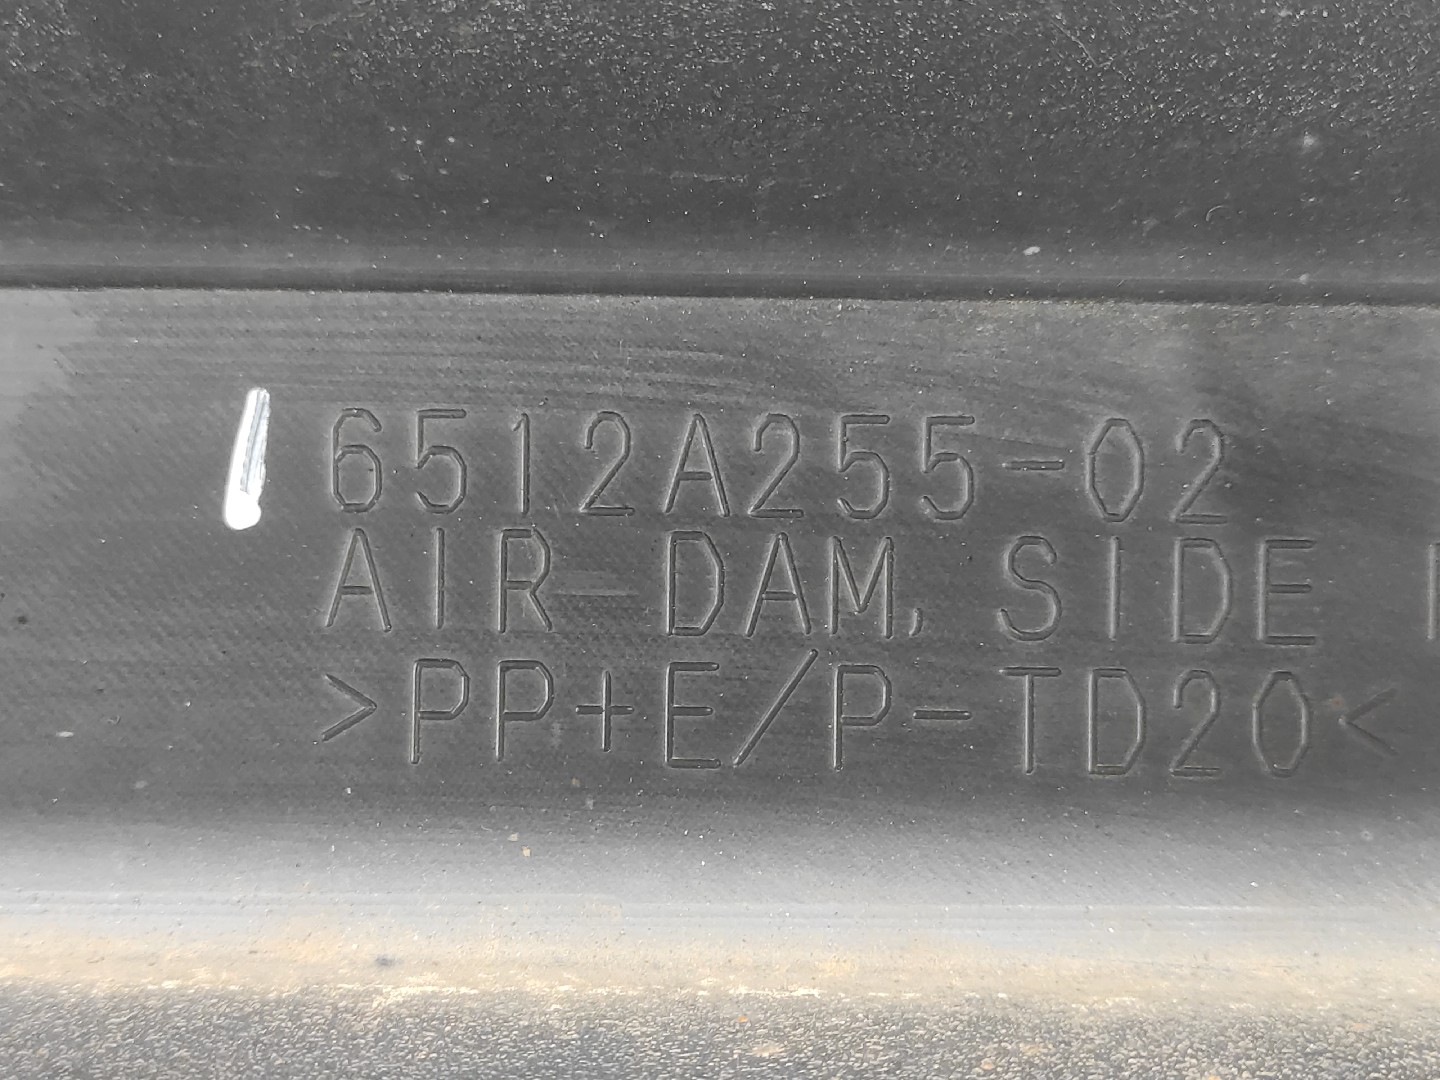 6512A255-02
AIR DAM, SIDE
>PP+E/P-TD20<